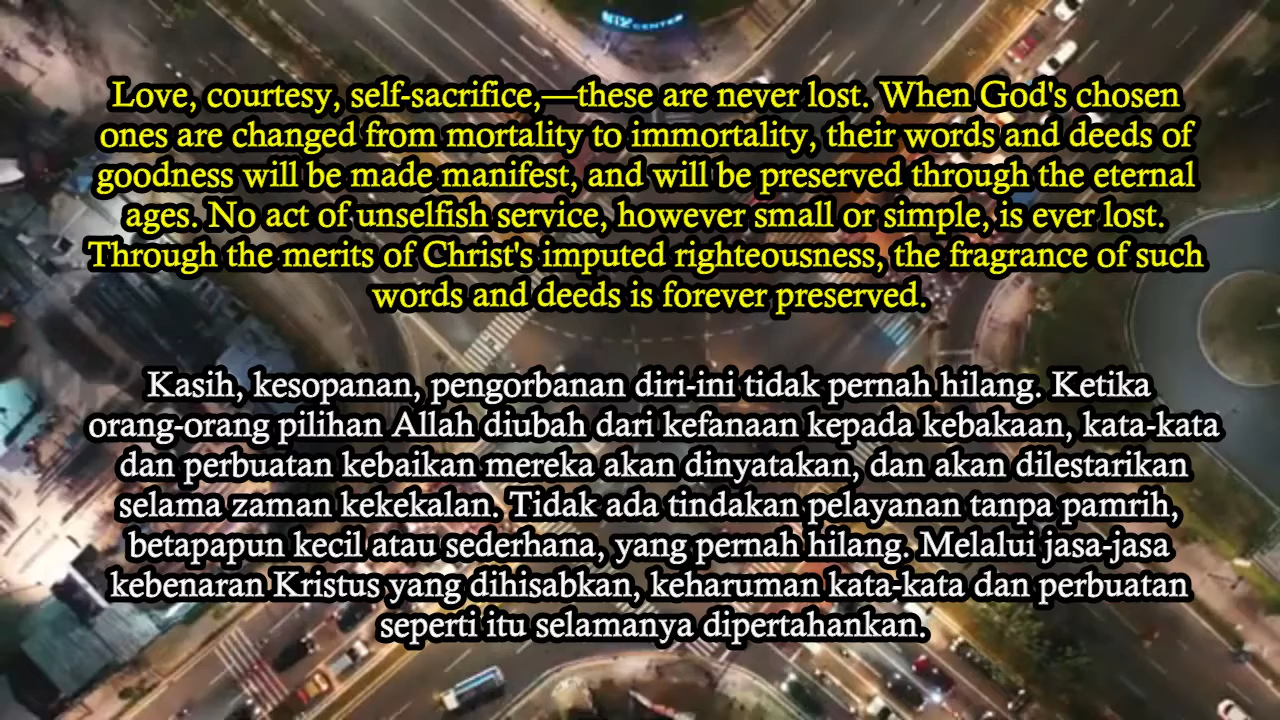 NIX CENTER
Love, courtesy, self-sacrifice,—these are never lost. When God's chosen
ones are changed from mortality to immortality, their words and deeds of
goodness will be made manifest, and will be preserved through the eternal
ages. No act of unselfish service, however small or simple, is ever lost.
Through the merits of Christ's imputed righteousness, the fragrance of such
words and deeds is forever preserved.
Kasih, kesopanan, pengorbanan diri-ini tidak pernah hilang. Ketika
orang-orang pilihan Allah diubah dari kefanaan kepada kebakaan, kata-kata
dan perbuatan kebaikan mereka akan dinyatakan, dan akan dilestarikan
selama zaman kekekalan. Tidak ada tindakan pelayanan tanpa pamrih,
betapapun kecil atau sederhana, yang pernah hilang. Melalui jasa-jasa
kebenaran Kristus yang dihisabkan, keharuman kata-kata dan perbuatan
seperti itu selamanya dipertahankan.